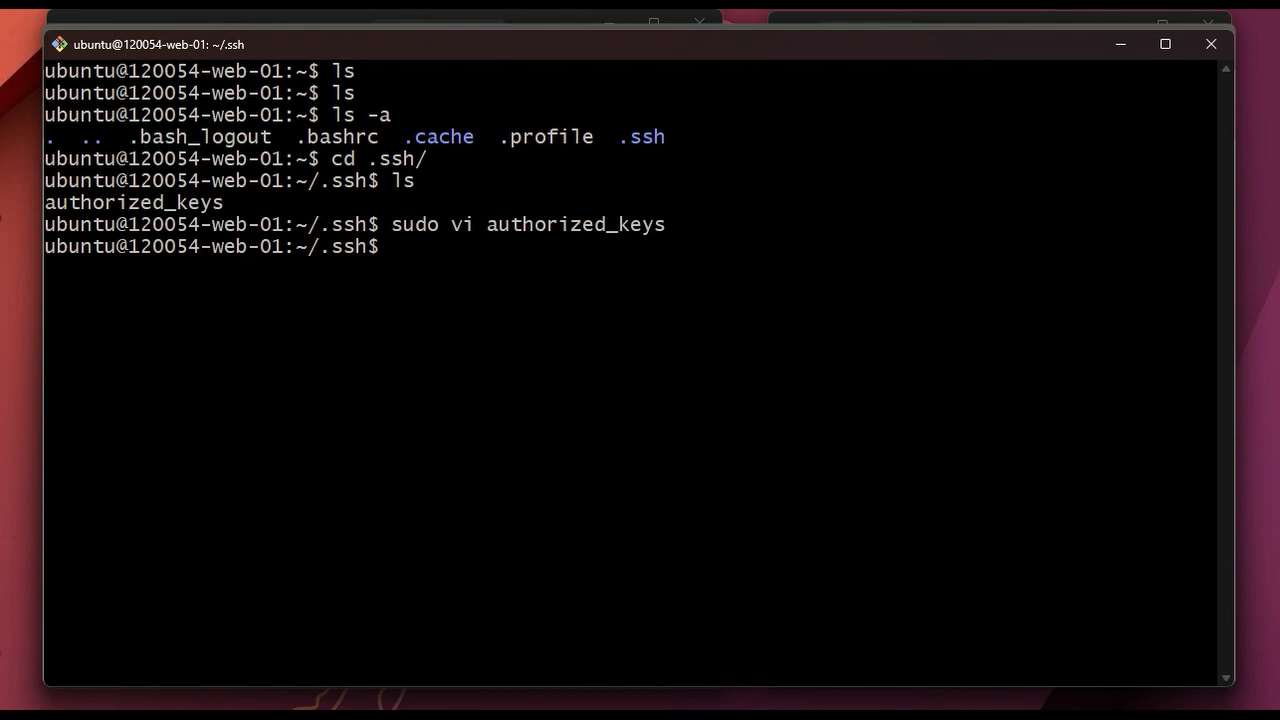 ubuntu@120054-web-01: ~/.ssh
ubuntu@120054-web-01:~$ ls
ubuntu@120054-web-01:~$ ls
ubuntu@120054-web-01:~$ ls -a
.  ..  .bash_logout  .bashrc  .cache  .profile  .ssh
ubuntu@120054-web-01:~$ cd .ssh/
ubuntu@120054-web-01:~/.ssh$ ls
authorized_keys
ubuntu@120054-web-01:~/.ssh$ sudo vi authorized_keys
ubuntu@120054-web-01:~/.ssh$